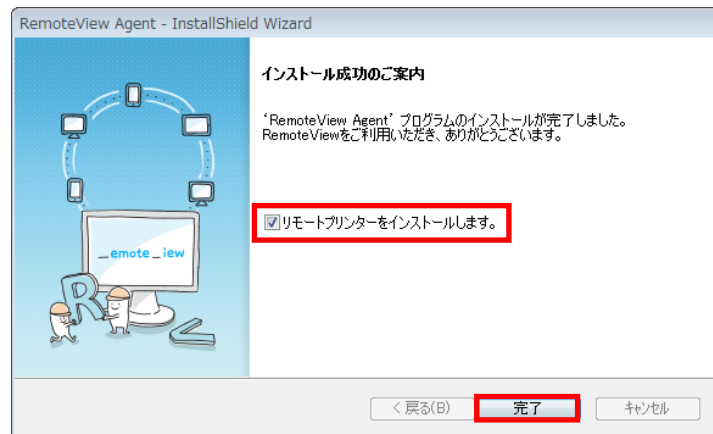 RemoteView Agent - InstallShield Wizard
インストール成功のご案内
‘RemoteView Agent’ プログラムのインストールが完了しました。
RemoteViewをご利用いただき、ありがとうございます。
リモートプリンターをインストールします。
_emote_iew
R
V
< 戻る(B)
完了
キャンセル